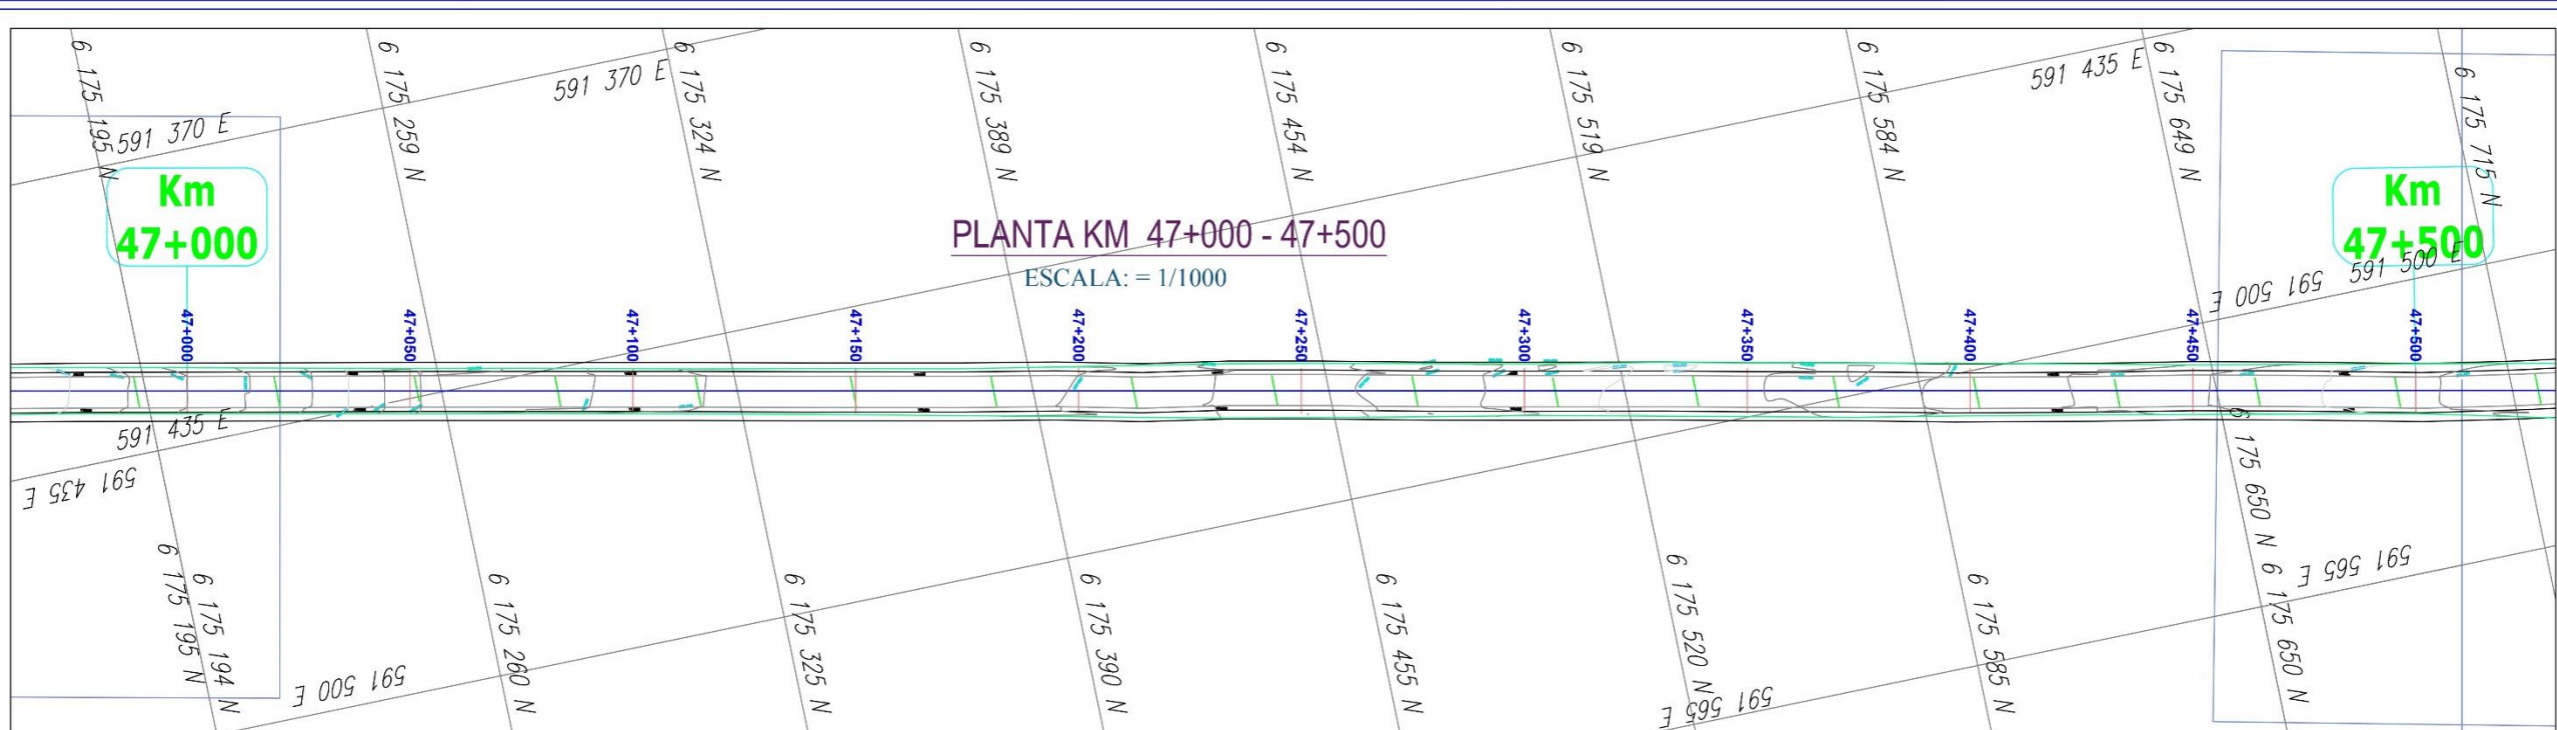 6 175 195 N
6 175 259 N
6 175 324 N
6 175 389 N
6 175 454 N
6 175 519 N
6 175 584 N
6 175 649 N
6 175 715 N
591 370 E
591 370 E
591 435 E
Km
47+000
Km
47+500
PLANTA KM 47+000 - 47+500
ESCALA: = 1/1000
591 500 E
591 500 E
47+000
47+050
47+100
47+150
47+200
47+250
47+300
47+350
47+400
47+450
47+500
591 435 E
591 435 E
6 175 195 N
6 175 194 N
6 175 260 N
6 175 325 N
6 175 390 N
6 175 455 N
6 175 520 N
6 175 585 N
6 175 650 N
6 175 650 N
591 500 E
591 565 E
591 565 E